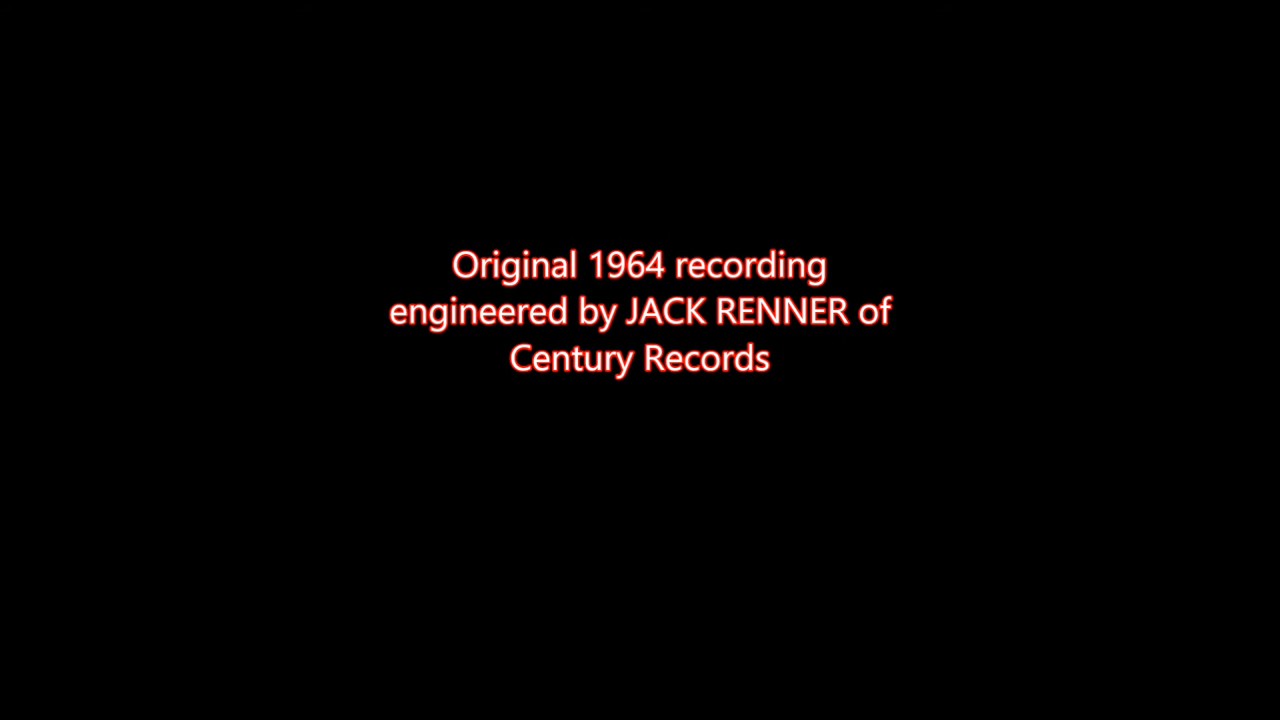 Original 1964 recording
engineered by JACK RENNER of
Century Records